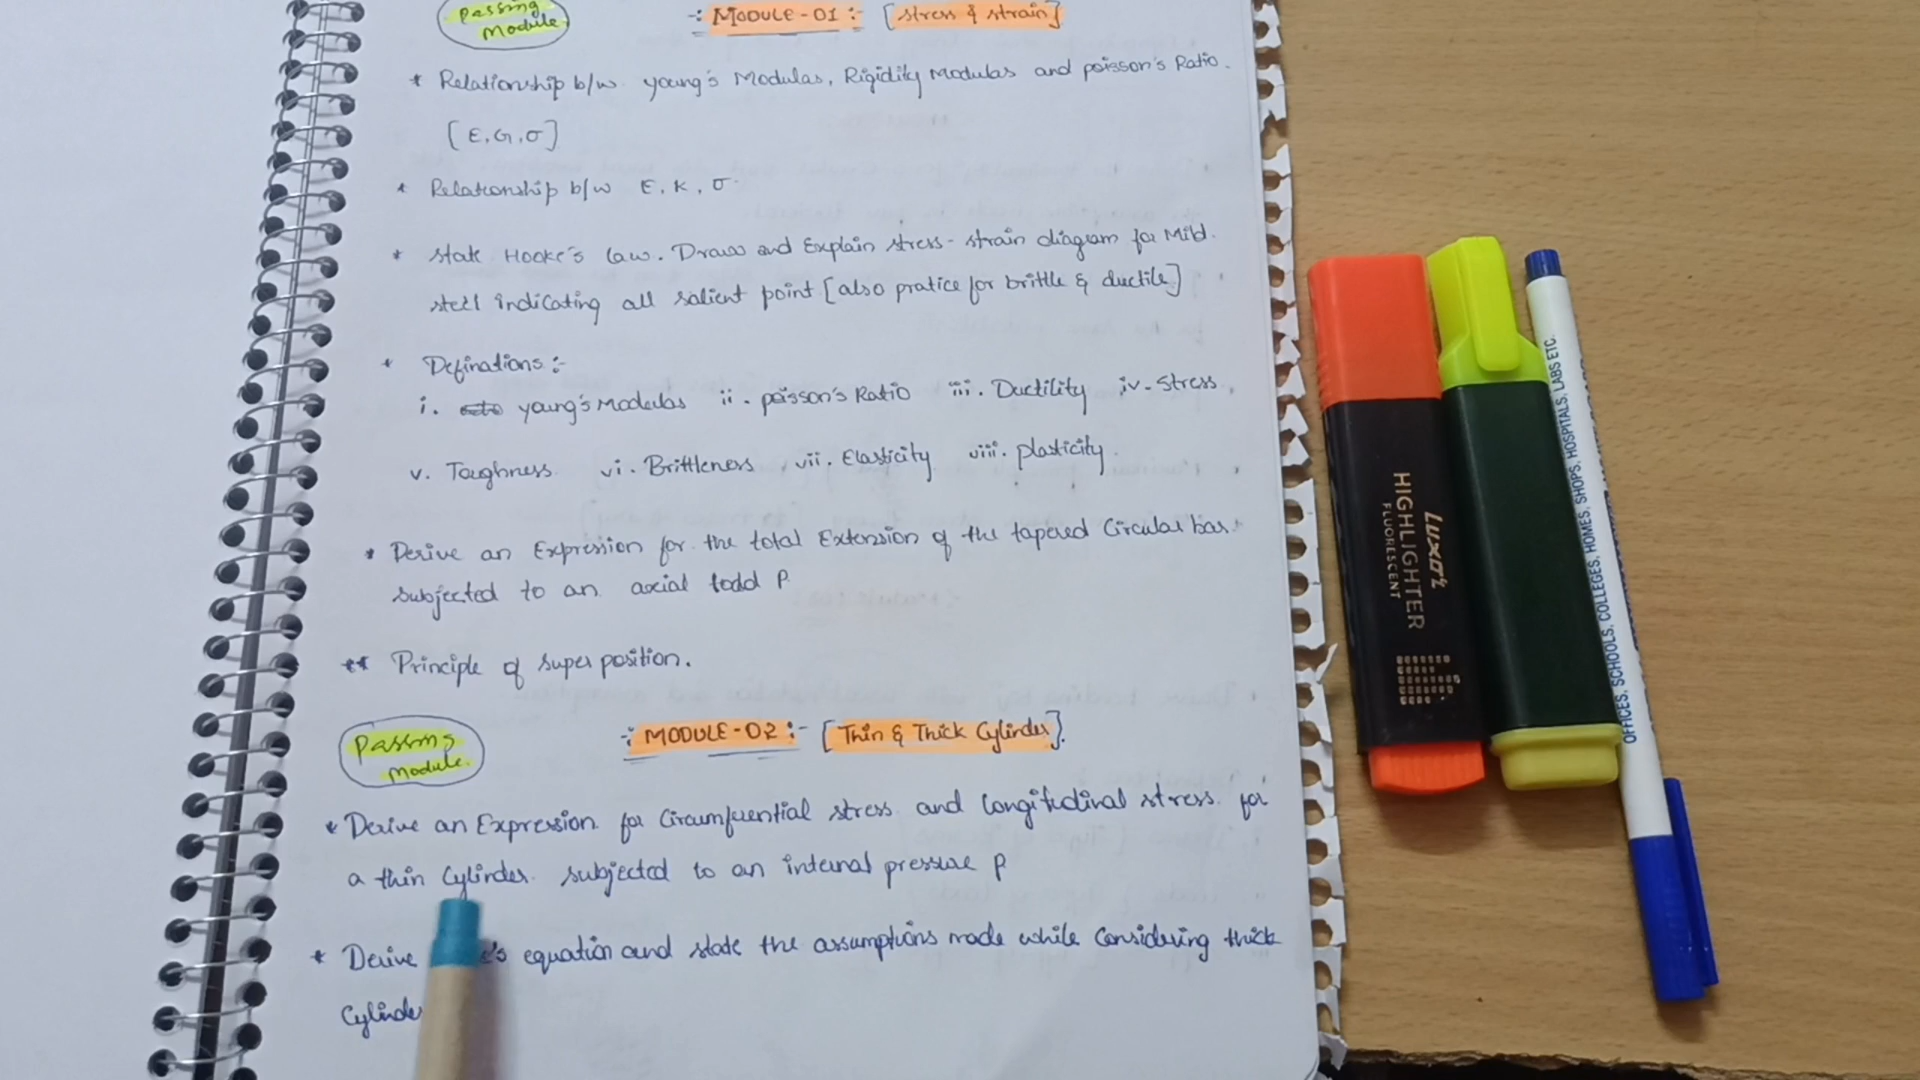 Passing Module.
-: MODULE-01 :- [stress & strain]
* Relationship b/w young's Modulas, Rigidity Modulas and poisson's Ratio.
[E, G, σ]
* Relationship b/w E, K, σ
* state Hooke's law. Draw and Explain stress-strain diagram for Mild
steel indicating all salient point [also pratice for brittle & ductile]
* Definations :-
i. young's Modulas ii. poisson's Ratio iii. Ductility iv. Stress
v. Toughness vi. Brittleness vii. Elasticity viii. plasticity.
* Derive an Expression for the total Extension of the tapered Circular bar
subjected to an axial P
** Principle of super position.
Passing Module.
-: MODULE-02 :- [Thin & Thick Cylinder].
* Derive an Expression for Circumferential stress and longitudinal stress for
a thin Cylinder subjected to an internal pressure P
* Derive equation and state the assumptions made while Considering thick
Cylinder
LUXOR
HIGHLIGHTER
FLUORESCENT
OFFICES, SCHOOLS, COLLEGES, HOMES, SHOPS, HOSPITALS, LABS ETC.